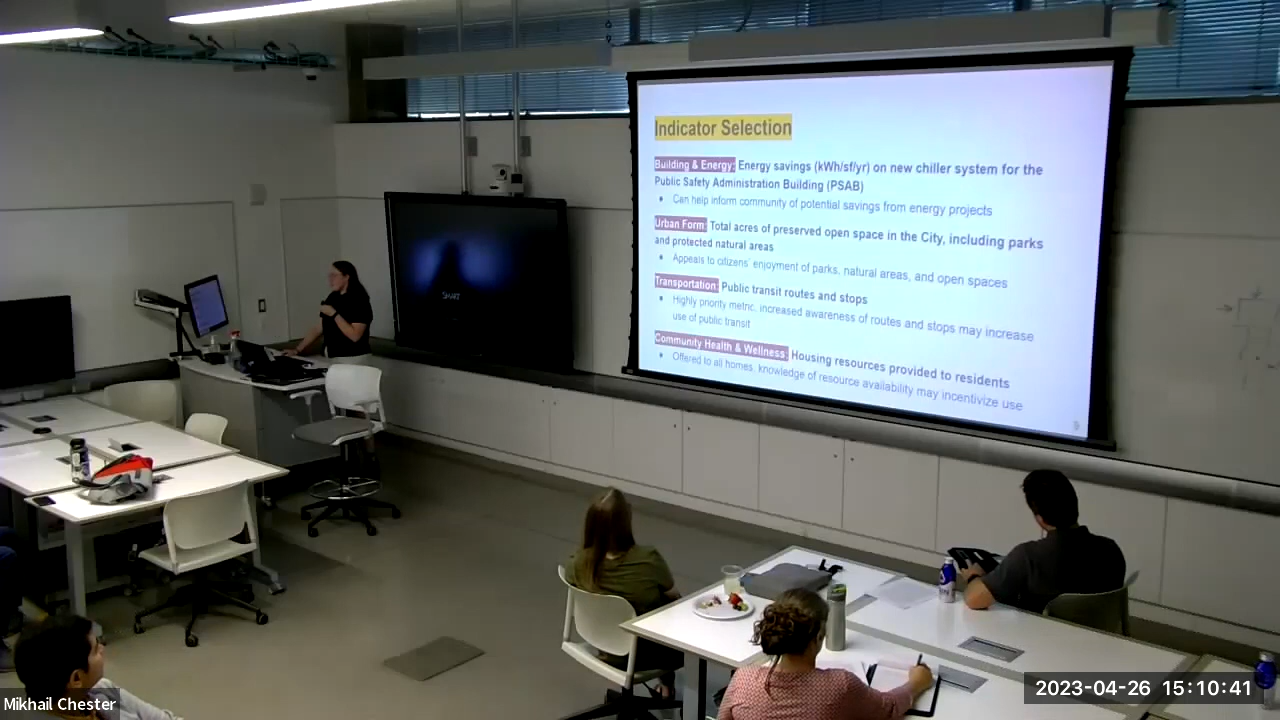 Indicator Selection
Building & Energy: Energy savings (kWh/sf/yr) on new chiller system for the
Public Safety Administration Building (PSAB)
• Can help inform community of potential savings from energy projects
Urban Form: Total acres of preserved open space in the City, including parks
and protected natural areas
• Appeals to citizens' enjoyment of parks, natural areas, and open spaces
Transportation: Public transit routes and stops
• Highly priority metric, increased awareness of routes and stops may increase
use of public transit
Community Health & Wellness: Housing resources provided to residents
• Offered to all homes, knowledge of resource availability may incentivize use
SMART
Mikhail Chester
2023-04-26 15:10:41